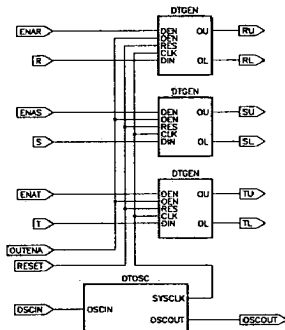 DTGEN
ENAR
DEN
OEN
RES
CLK
DIN
OU
OL
RU
RL
R
DTGEN
ENAS
DEN
OEN
RES
CLK
DIN
OU
OL
SU
SL
S
DTGEN
ENAT
DEN
OEN
RES
CLK
DIN
OU
OL
TU
TL
T
OUTENA
RESET
DTOSC
SYSCLK
OSCIN
OSCIN
OSCOUT
OSCOUT